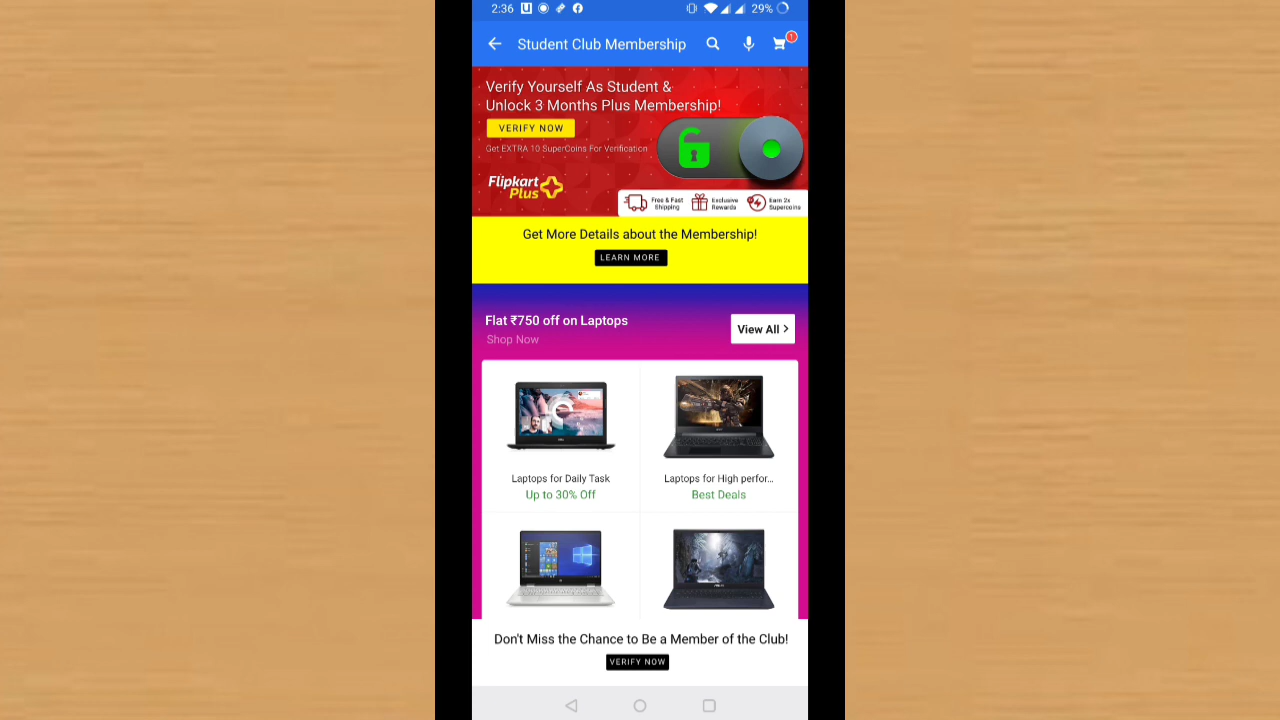 2:36
29%
Student Club Membership
1
Verify Yourself As Student &
Unlock 3 Months Plus Membership!
VERIFY NOW
Get EXTRA 10 SuperCoins For Verification
Flipkart
Plus
Free & Fast
Shipping
Exclusive
Rewards
Earn 2x
Supercoins
Get More Details about the Membership!
LEARN MORE
Flat ₹750 off on Laptops
Shop Now
View All
Laptops for Daily Task
Up to 30% Off
Laptops for High perfor...
Best Deals
Don't Miss the Chance to Be a Member of the Club!
VERIFY NOW